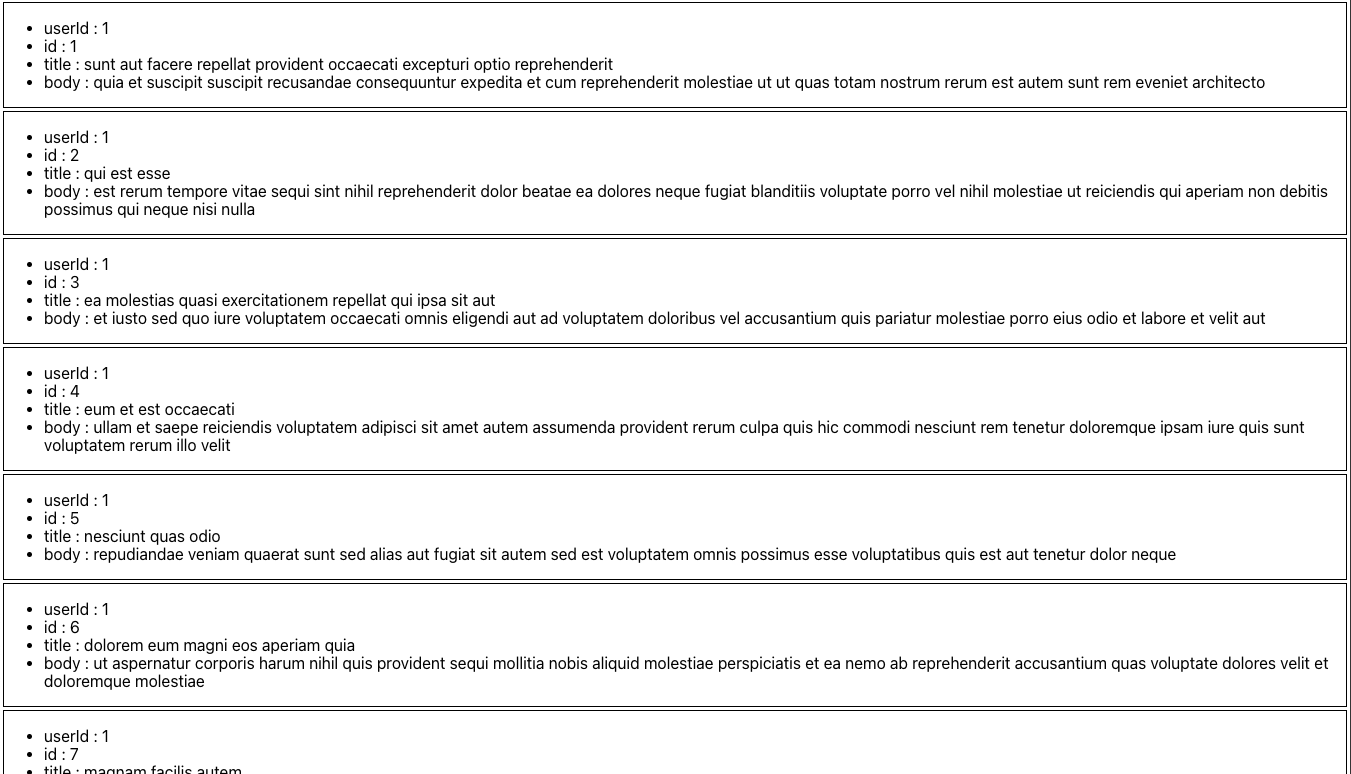 userId : 1
id : 1
title : sunt aut facere repellat provident occaecati excepturi optio reprehenderit
body : quia et suscipit suscipit recusandae consequuntur expedita et cum reprehenderit molestiae ut ut quas totam nostrum rerum est autem sunt rem eveniet architecto
userId : 1
id : 2
title : qui est esse
body : est rerum tempore vitae sequi sint nihil reprehenderit dolor beatae ea dolores neque fugiat blanditiis voluptate porro vel nihil molestiae ut reiciendis qui aperiam non debitis
possimus qui neque nisi nulla
userId : 1
id : 3
title : ea molestias quasi exercitationem repellat qui ipsa sit aut
body : et iusto sed quo iure voluptatem occaecati omnis eligendi aut ad voluptatem doloribus vel accusantium quis pariatur molestiae porro eius odio et labore et velit aut
userId : 1
id : 4
title : eum et est occaecati
body : ullam et saepe reiciendis voluptatem adipisci sit amet autem assumenda provident rerum culpa quis hic commodi nesciunt rem tenetur doloremque ipsam iure quis sunt
voluptatem rerum illo velit
userId : 1
id : 5
title : nesciunt quas odio
body : repudiandae veniam quaerat sunt sed alias aut fugiat sit autem sed est voluptatem omnis possimus esse voluptatibus quis est aut tenetur dolor neque
userId : 1
id : 6
title : dolorem eum magni eos aperiam quia
body : ut aspernatur corporis harum nihil quis provident sequi mollitia nobis aliquid molestiae perspiciatis et ea nemo ab reprehenderit accusantium quas voluptate dolores velit et
doloremque molestiae
userId : 1
id : 7
title : magnam facilis autem